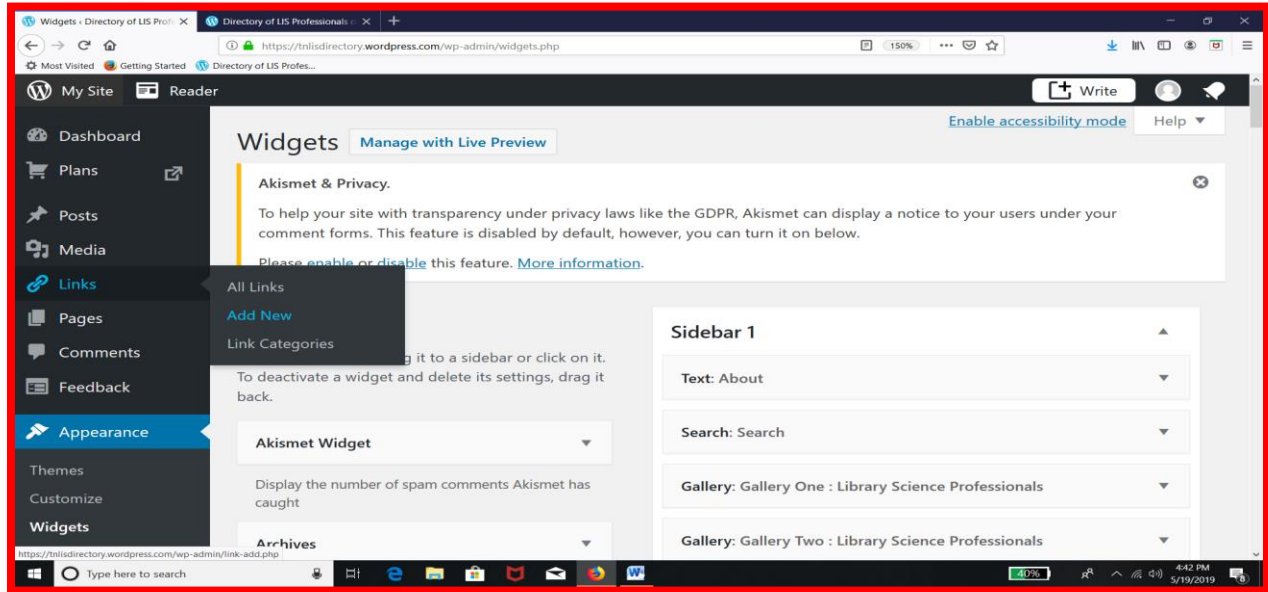 Widgets ‹ Directory of LIS Profe
Directory of LIS Professionals
https://tnlisdirectory.wordpress.com/wp-admin/widgets.php
150%
Most Visited
Getting Started
Directory of LIS Profes...
My Site
Reader
Write
Dashboard
Plans
Posts
Media
Links
Pages
Comments
Feedback
Appearance
Themes
Customize
Widgets
All Links
Add New
Link Categories
Widgets
Manage with Live Preview
Enable accessibility mode
Help
Akismet & Privacy.
To help your site with transparency under privacy laws like the GDPR, Akismet can display a notice to your users under your
comment forms. This feature is disabled by default, however, you can turn it on below.
Please enable or disable this feature. More information.
g it to a sidebar or click on it.
To deactivate a widget and delete its settings, drag it
back.
Akismet Widget
Display the number of spam comments Akismet has
caught
Archives
Sidebar 1
Text: About
Search: Search
Gallery: Gallery One : Library Science Professionals
Gallery: Gallery Two : Library Science Professionals
https://tnlisdirectory.wordpress.com/wp-admin/link-add.php
Type here to search
40%
4:42 PM
5/19/2019